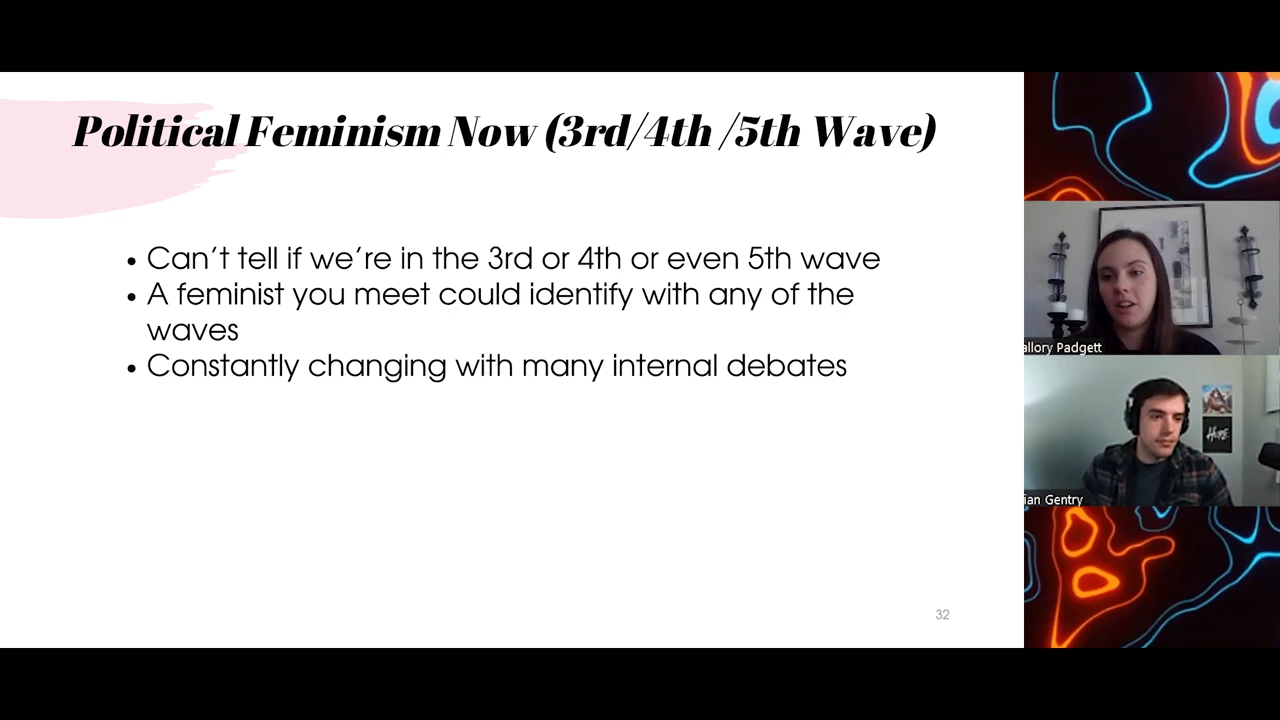 Political Feminism Now (3rd/4th /5th Wave)
• Can't tell if we're in the 3rd or 4th or even 5th wave
• A feminist you meet could identify with any of the
waves
• Constantly changing with many internal debates
32
allory Padgett
ian Gentry
HERE